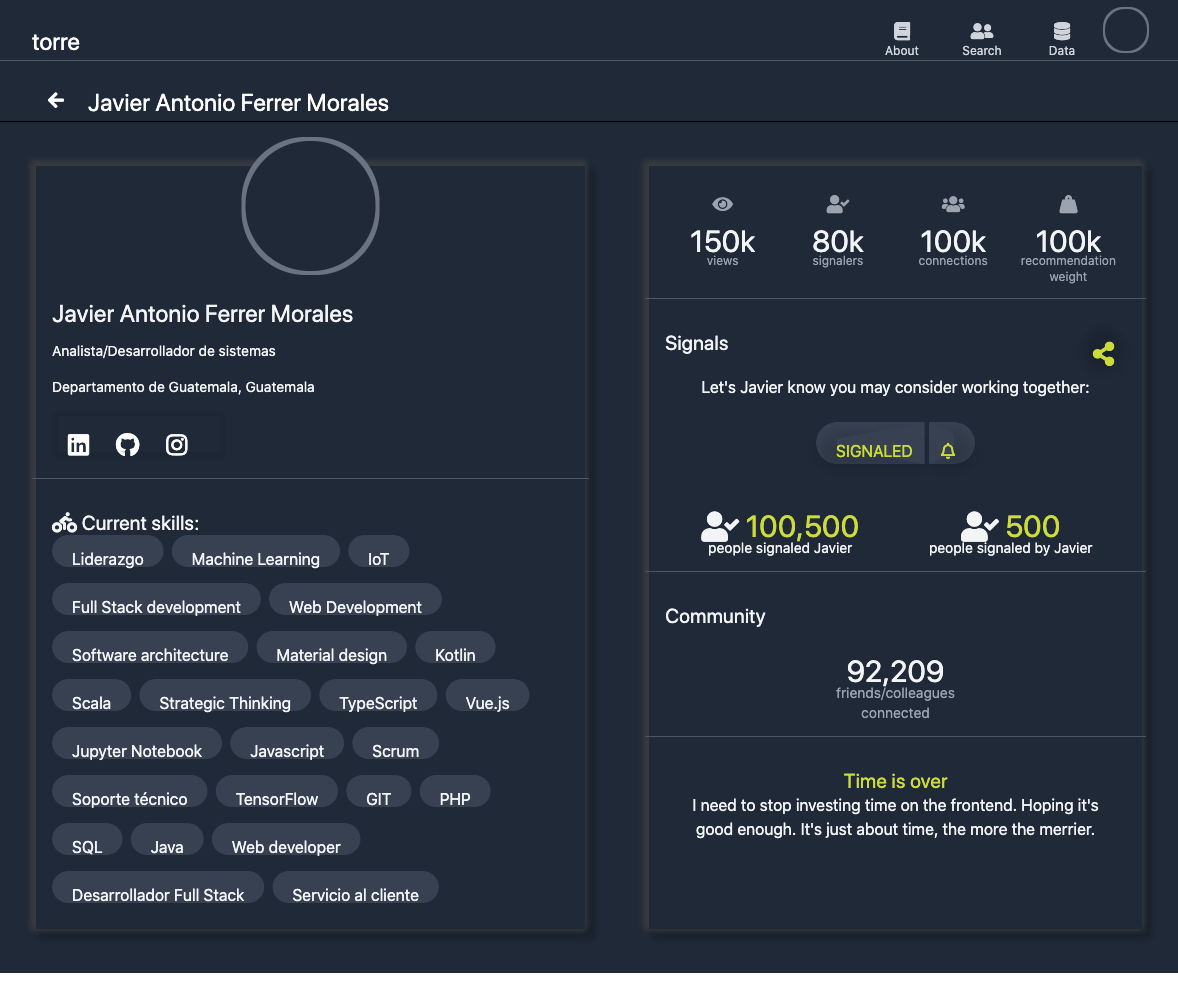 torre
About Search Data
Javier Antonio Ferrer Morales
Javier Antonio Ferrer Morales
Analista/Desarrollador de sistemas
Departamento de Guatemala, Guatemala
Current skills:
Liderazgo Machine Learning IoT
Full Stack development Web Development
Software architecture Material design Kotlin
Scala Strategic Thinking TypeScript Vue.js
Jupyter Notebook Javascript Scrum
Soporte técnico TensorFlow GIT PHP
SQL Java Web developer
Desarrollador Full Stack Servicio al cliente
150k 80k 100k 100k
views signalers connections recommendation
weight
Signals
Let's Javier know you may consider working together:
SIGNALED
100,500 500
people signaled Javier people signaled by Javier
Community
92,209
friends/colleagues
connected
Time is over
I need to stop investing time on the frontend. Hoping it's
good enough. It's just about time, the more the merrier.